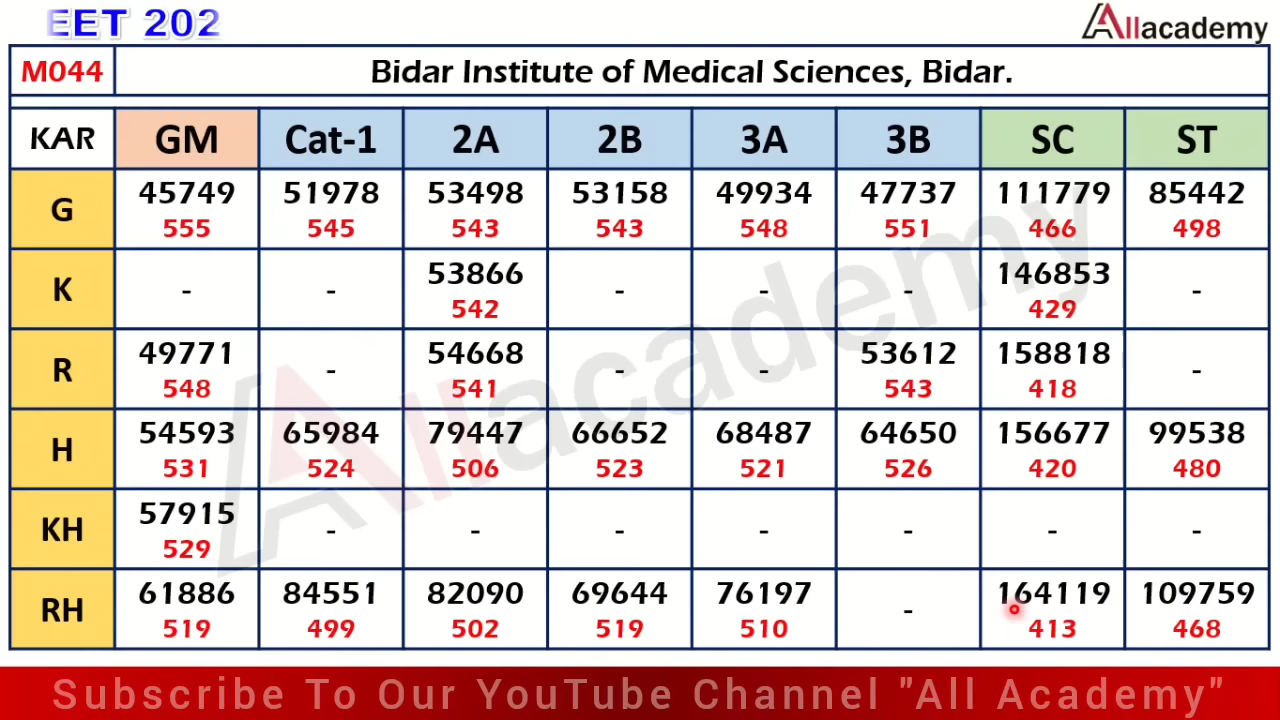 EET 202
Allacademy
M044 Bidar Institute of Medical Sciences, Bidar.
KAR GM Cat-1 2A 2B 3A 3B SC ST
G 45749 51978 53498 53158 49934 47737 111779 85442
555 545 543 543 548 551 466 498
K - - 53866 - - - 146853 -
542 429
R 49771 - 54668 - - 53612 158818 -
548 541 543 418
H 54593 65984 79447 66652 68487 64650 156677 99538
531 524 506 523 521 526 420 480
KH 57915 - - - - - - -
529
RH 61886 84551 82090 69644 76197 - 164119 109759
519 499 502 519 510 413 468
Allacademy
Subscribe To Our YouTube Channel "All Academy"